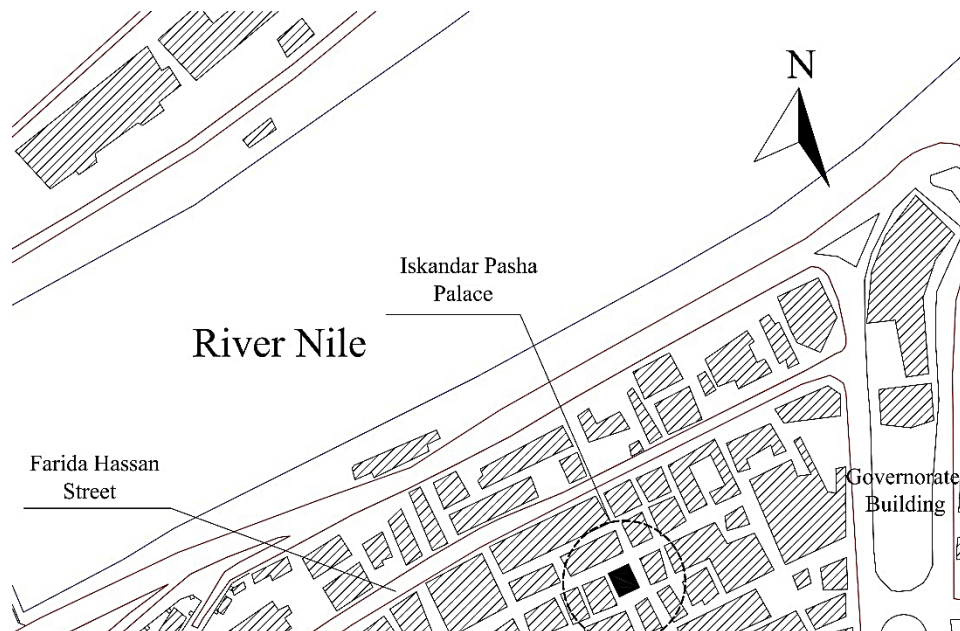 N
Iskandar Pasha
Palace
River Nile
Farida Hassan
Street
Governorate
Building